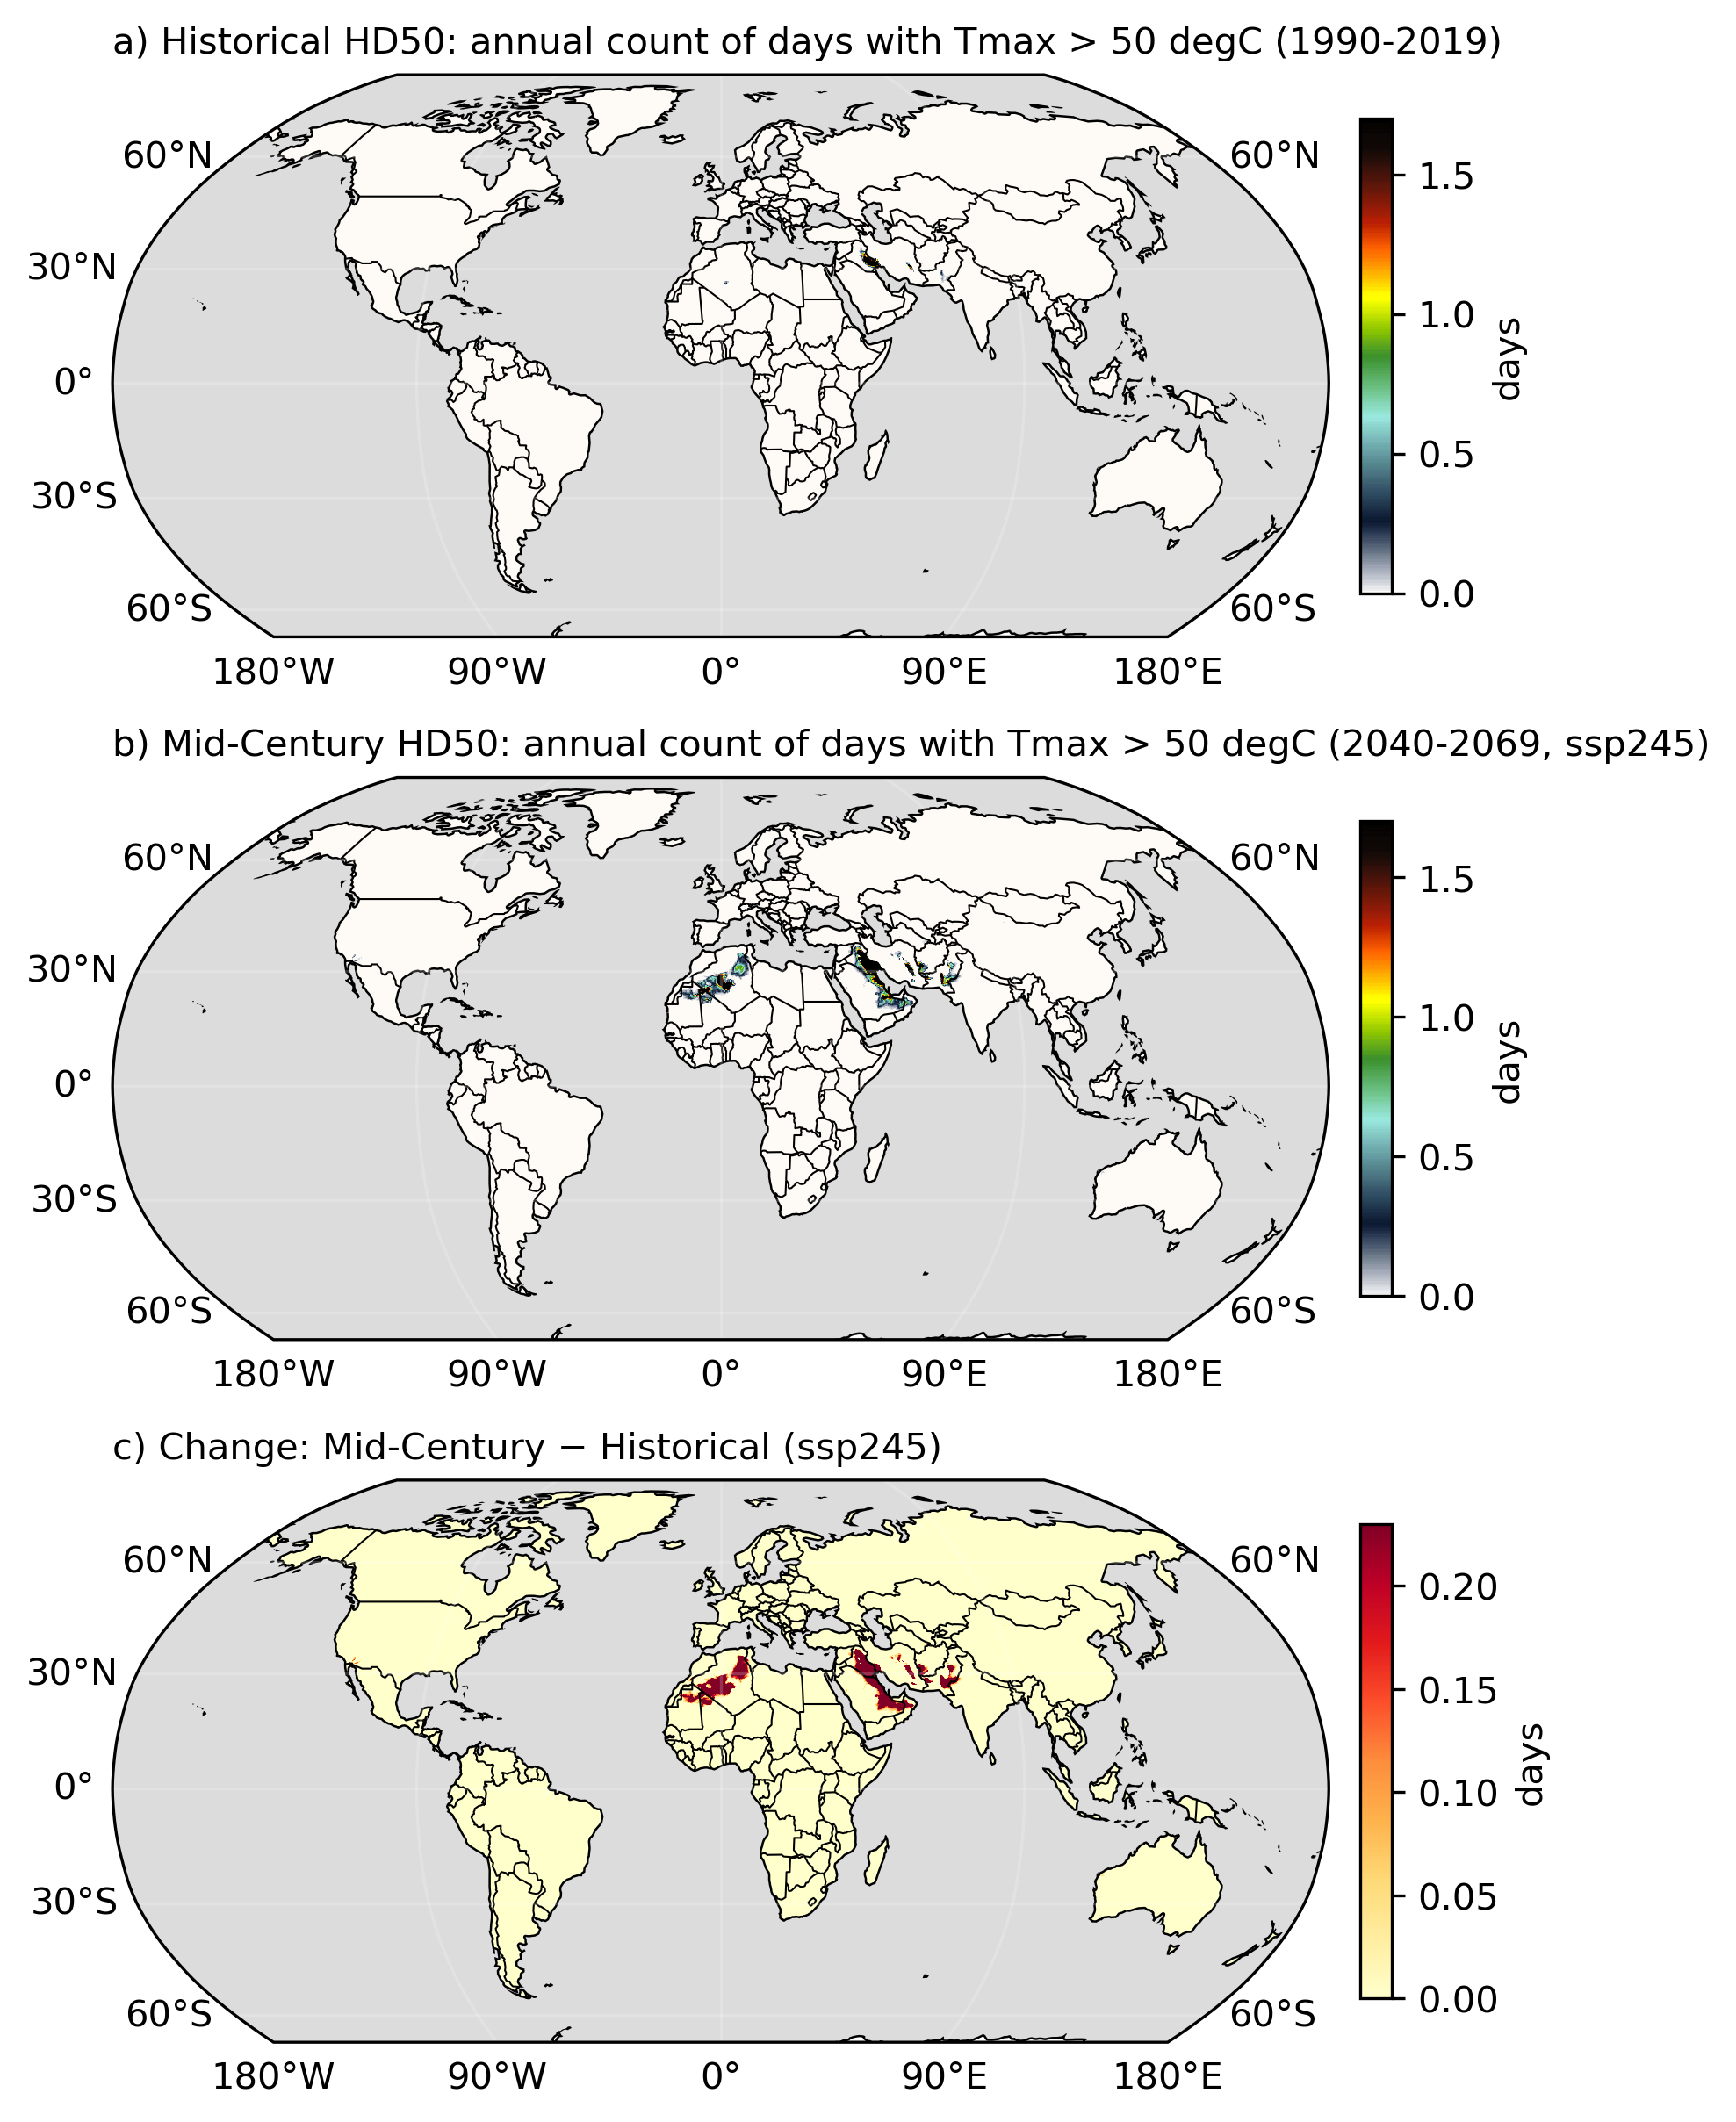 a) Historical HD50: annual count of days with Tmax > 50 degC (1990-2019)
60°N 60°N
30°N
0°
30°S
60°S 60°S
180°W 90°W 0° 90°E 180°E
1.5
1.0
0.5
0.0
days
b) Mid-Century HD50: annual count of days with Tmax > 50 degC (2040-2069, ssp245)
60°N 60°N
30°N
0°
30°S
60°S 60°S
180°W 90°W 0° 90°E 180°E
1.5
1.0
0.5
0.0
days
c) Change: Mid-Century − Historical (ssp245)
60°N 60°N
30°N
0°
30°S
60°S 60°S
180°W 90°W 0° 90°E 180°E
0.20
0.15
0.10
0.05
0.00
days